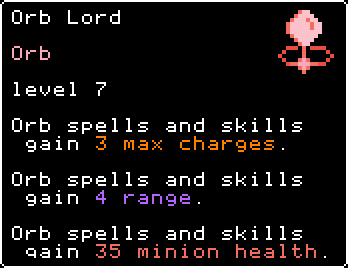 Orb Lord
Orb
level 7
Orb spells and skills
gain 3 max charges.
Orb spells and skills
gain 4 range.
Orb spells and skills
gain 35 minion health.